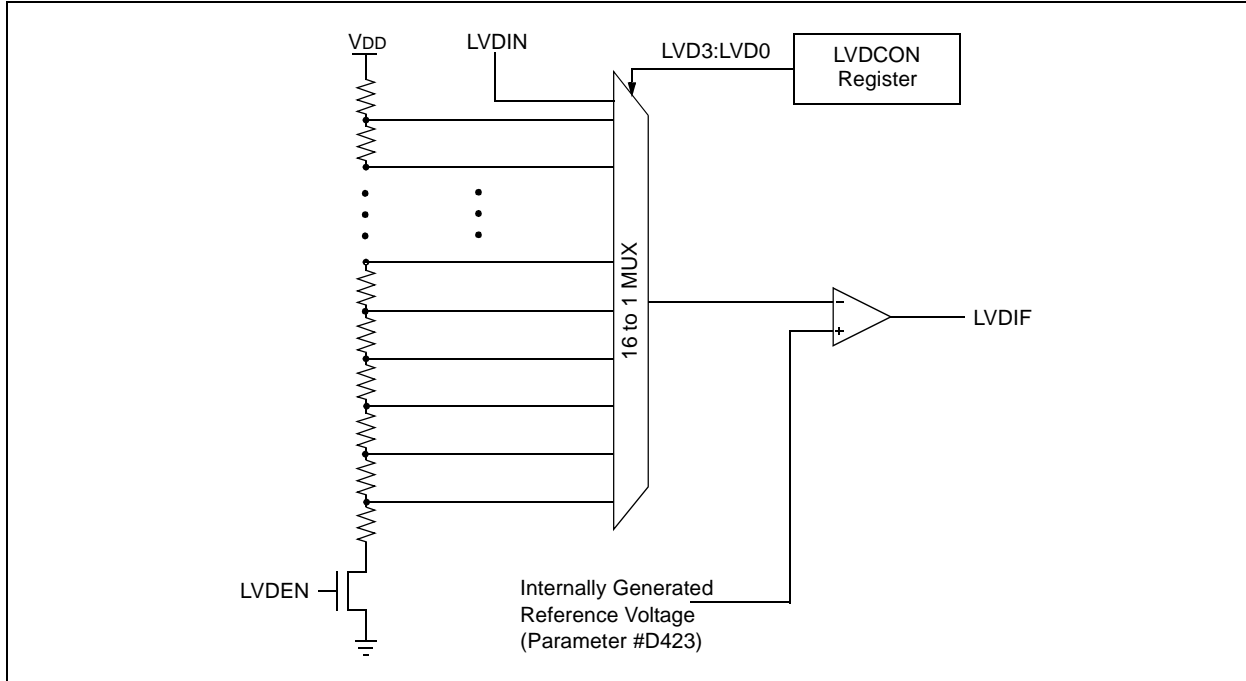 VDD
LVDIN
LVD3:LVD0
LVDCON
Register
16 to 1 MUX
–
+
LVDIF
LVDEN
Internally Generated
Reference Voltage
(Parameter #D423)